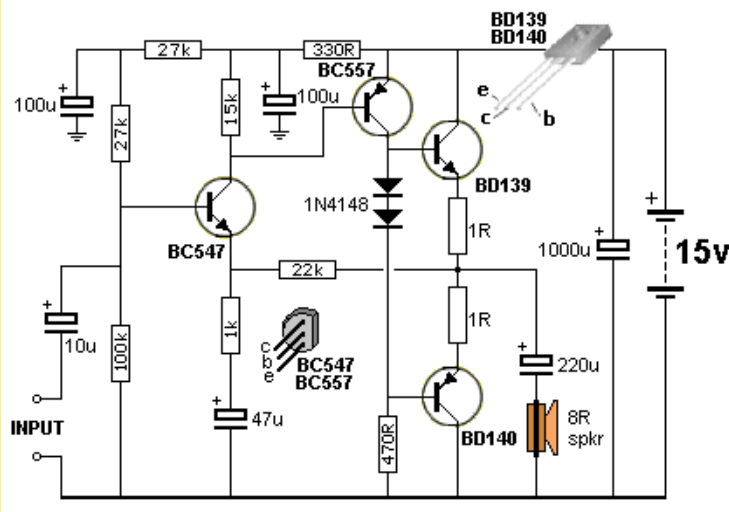 BD139
BD140
27k
330R
BC557
100u
27k
15k
100u
e
c
b
BD139
1N4148
1R
BC547
22k
1000u
15v
10u
100k
1k
c
b
e
BC547
BC557
1R
220u
INPUT
47u
470R
BD140
8R
spkr